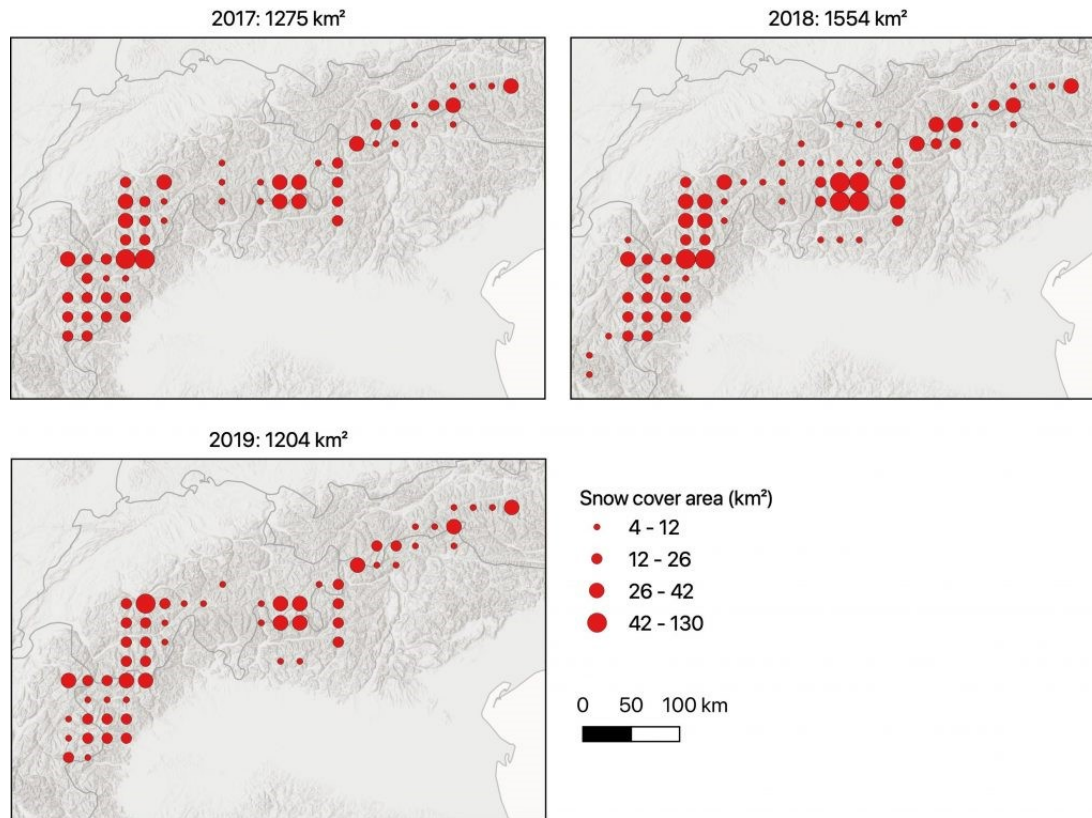 2017: 1275 km²
2018: 1554 km²
2019: 1204 km²
Snow cover area (km²)
4 - 12
12 - 26
26 - 42
42 - 130
0 50 100 km